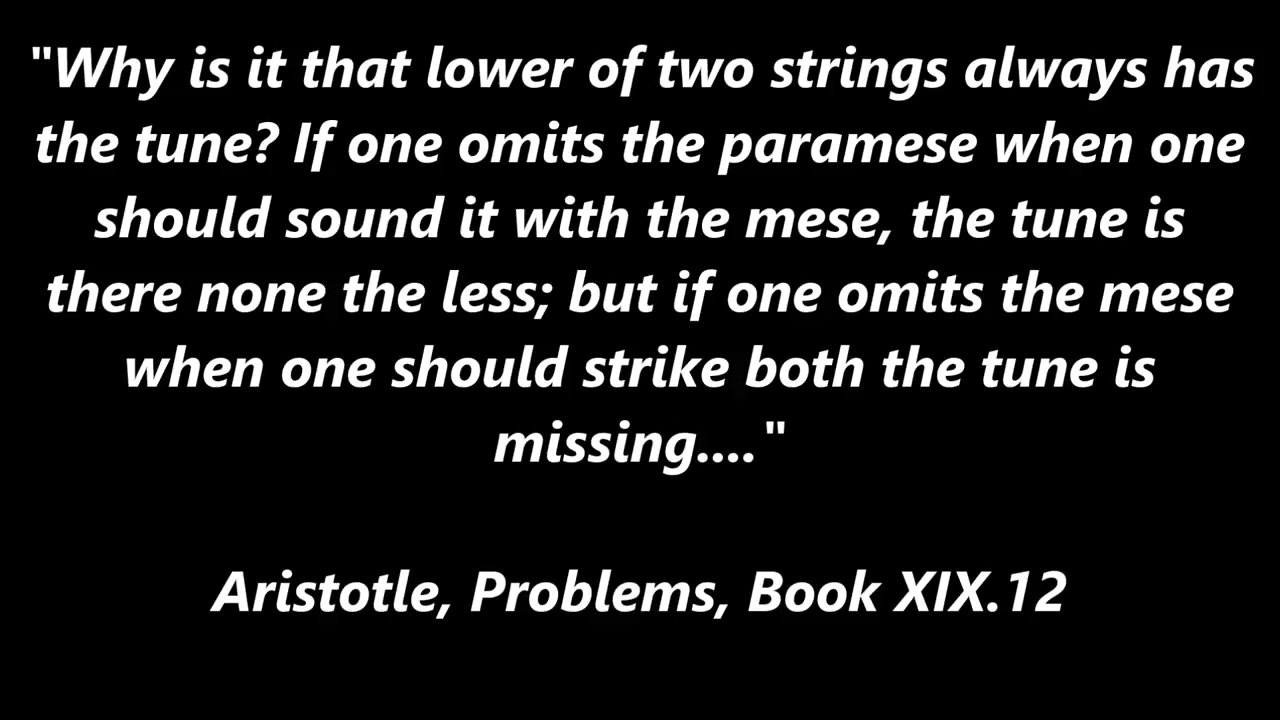 "Why is it that lower of two strings always has
the tune? If one omits the paramese when one
should sound it with the mese, the tune is
there none the less; but if one omits the mese
when one should strike both the tune is
missing...."
Aristotle, Problems, Book XIX.12